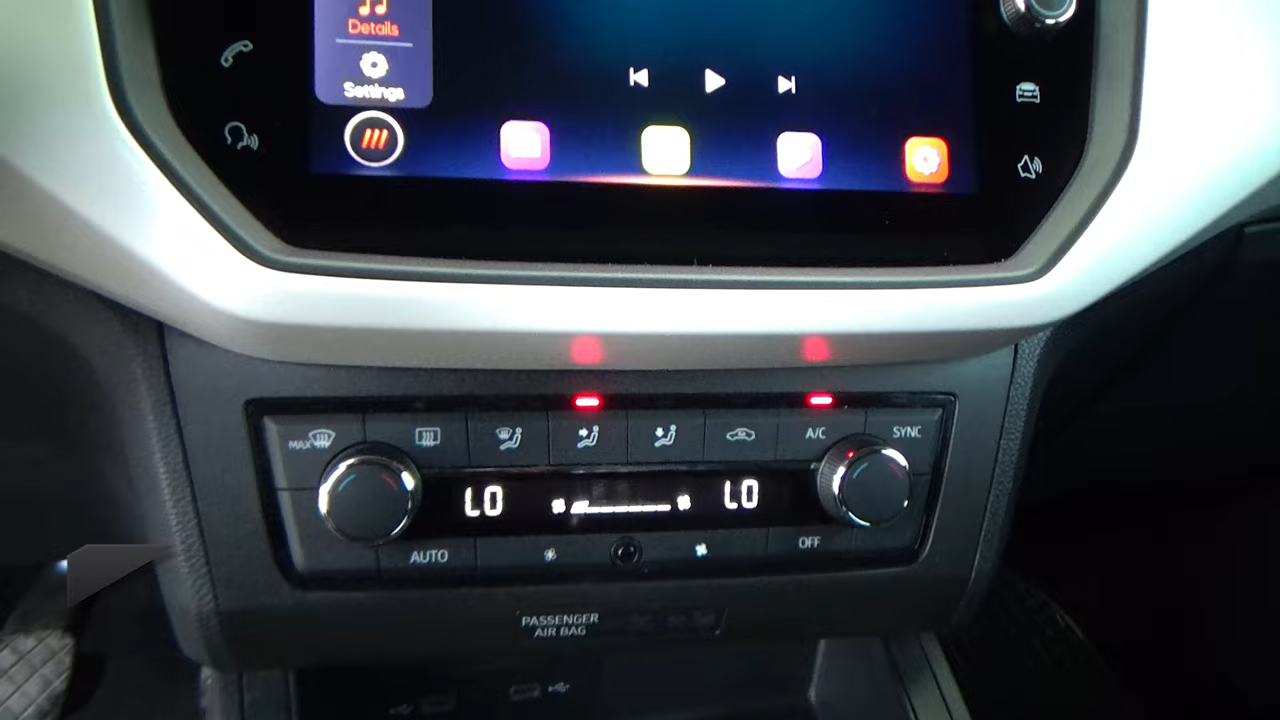 Details
Settings
MAX
A/C
SYNC
LO
LO
AUTO
OFF
PASSENGER
AIR BAG